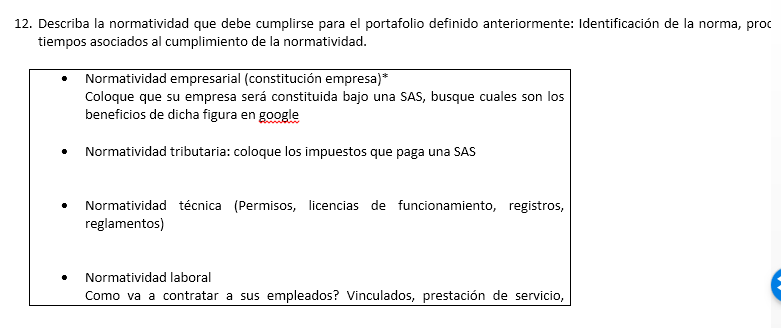 12. Describa la normatividad que debe cumplirse para el portafolio definido anteriormente: Identificación de la norma,
tiempos asociados al cumplimiento de la normatividad.
• Normatividad empresarial (constitución empresa)*
Coloque que su empresa será constituida bajo una SAS, busque cuales son los
beneficios de dicha figura en google
• Normatividad tributaria: coloque los impuestos que paga una SAS
• Normatividad técnica (Permisos, licencias de funcionamiento, registros,
reglamentos)
• Normatividad laboral
Como va a contratar a sus empleados? Vinculados, prestación de servicio,